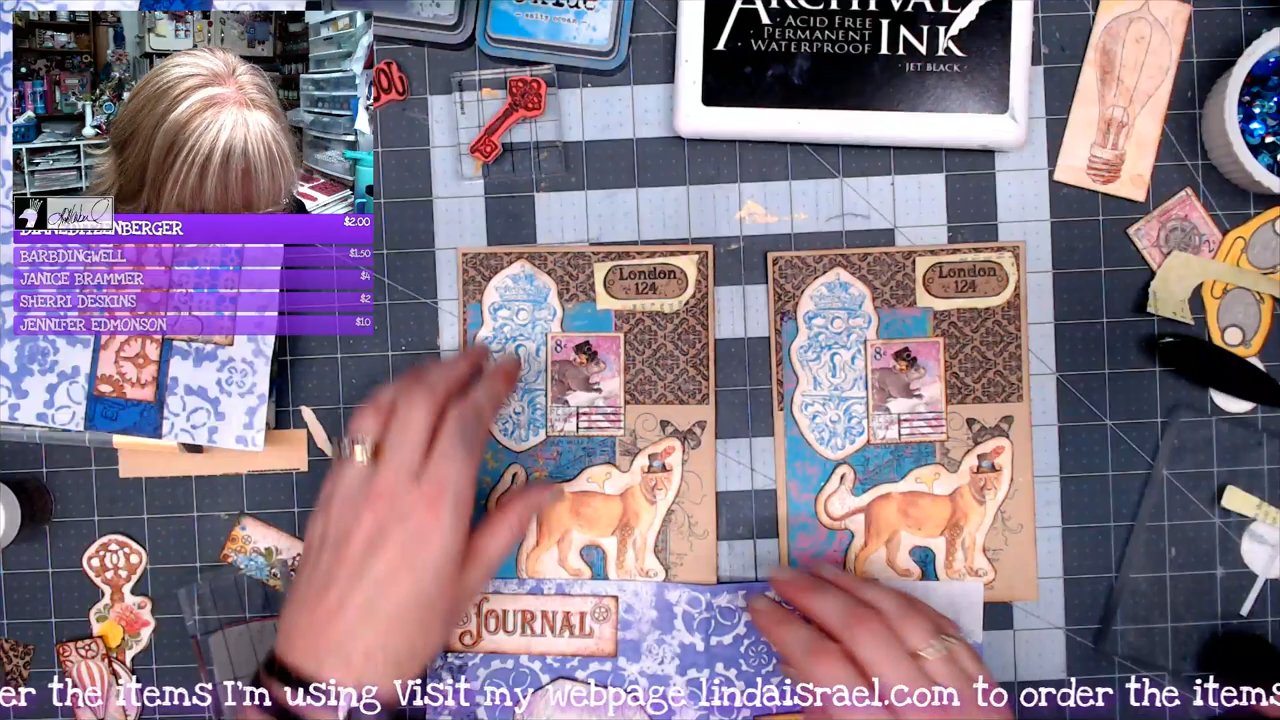 $2.00
BARBDINGWELL $1.50
JANICE BRAMMER $4
SHERRI DESKINS $2
JENNIFER EDMONSON $10
salty ocean
ARCHIVAL
· ACID FREE
PERMANENT
WATERPROOF
INK
· JET BLACK ·
London
124
London
124
8¢
8¢
JOURNAL
er the items I'm using Visit my webpage lindaisrael.com to order the items